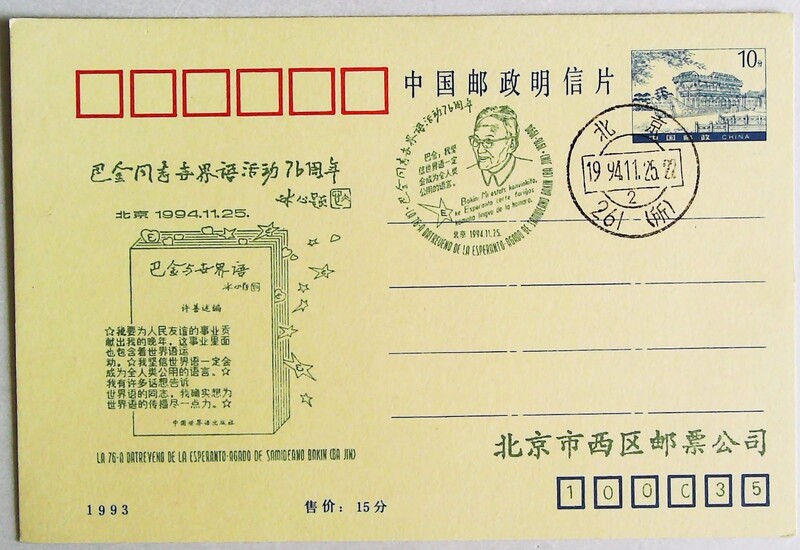 中国邮政明信片
10分
中国邮政 CHINA
北京
1994.11.25.22
2
261 (所)
巴金同志世界语活动76周年
1918-1994
巴金:我坚
信世界语一定
会成为全人类
公用的语言。
Bakin: Mi estas konvinkita,
ke Esperanto certe fariĝos
komuna lingvo de la homaro.
E
北京 1994.11.25.
LA 76-A DATREVENO DE LA ESPERANTO-AGADO DE SAMIDEANO BAKIN (BA JIN)
巴金同志世界语活动76周年
冰心题
北京 1994.11.25.
E
巴金与世界语
冰心题
许善述编
☆我要为人民友谊的事业贡
献出我的晚年。这事业里面
也包含着世界语运
动。☆我坚信世界语一定会
成为全人类公用的语言。☆
我有许多话想告诉
世界语的同志,我确实想为
世界语的传播尽一点力。☆
中国世界语出版社
LA 76-A DATREVENO DE LA ESPERANTO-AGADO DE SAMIDEANO BAKIN (BA JIN)
北京市西区邮票公司
100035
1993
售价:15分